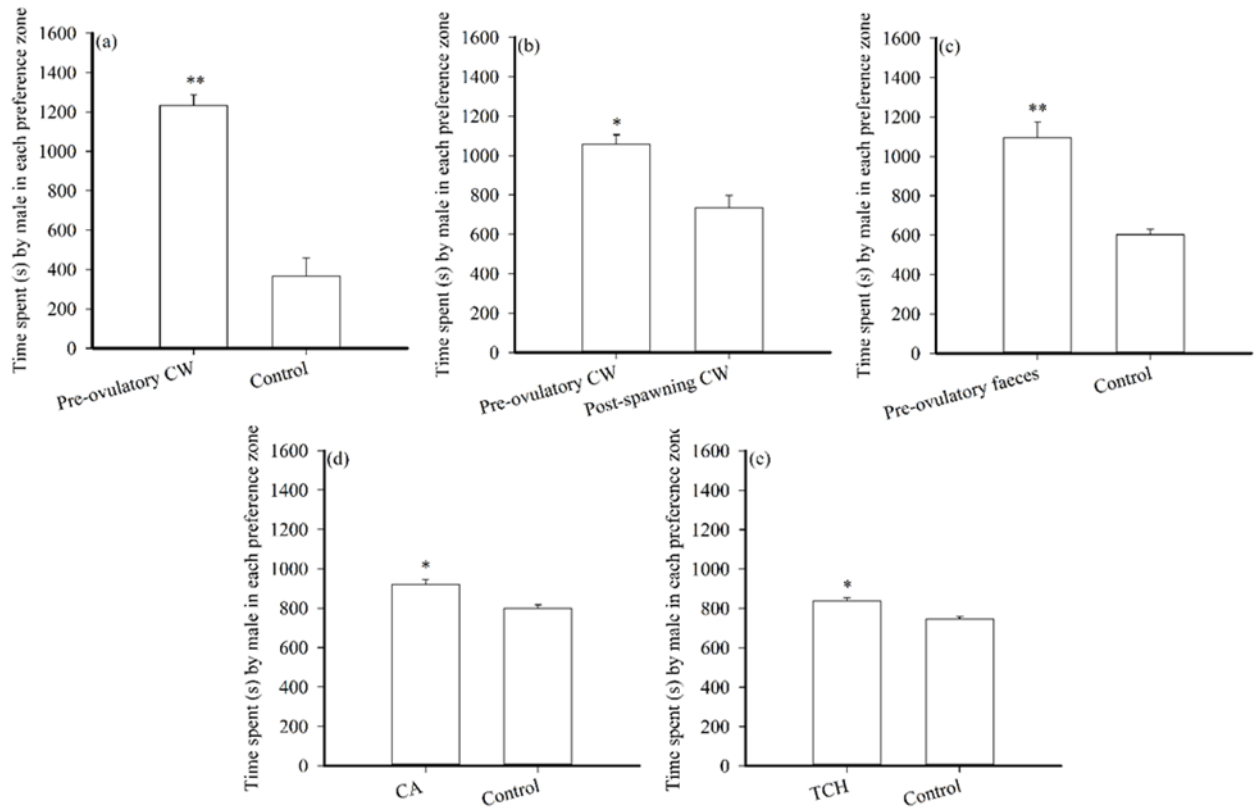 (a)
Time spent (s) by male in each preference zone
1600
1400
1200
1000
800
600
400
200
0
**
Pre-ovulatory CW
Control
(b)
Time spent (s) by male in each preference zone
1600
1400
1200
1000
800
600
400
200
0
*
Pre-ovulatory CW
Post-spawning CW
(c)
Time spent (s) by male in each preference zone
1600
1400
1200
1000
800
600
400
200
0
**
Pre-ovulatory faeces
Control
(d)
Time spent (s) by male in each preference zone
1600
1400
1200
1000
800
600
400
200
0
*
CA
Control
(e)
Time spent (s) by male in each preference zone
1600
1400
1200
1000
800
600
400
200
0
*
TCH
Control